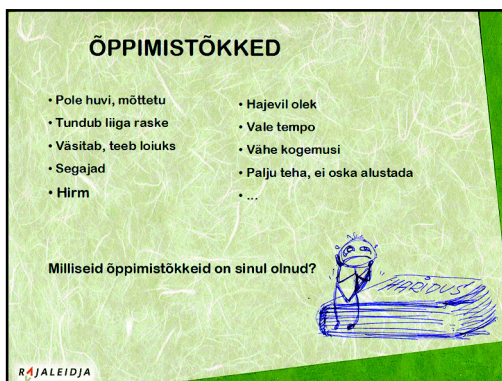 ÕPPIMISTÕKKED
• Pole huvi, mõttetu
• Tundub liiga raske
• Väsitab, teeb loiuks
• Segajad
• Hirm
• Hajevil olek
• Vale tempo
• Vähe kogemusi
• Palju teha, ei oska alustada
• ...
Milliseid õppimistõkkeid on sinul olnud?
HARIDUS
RAJALEIDJA